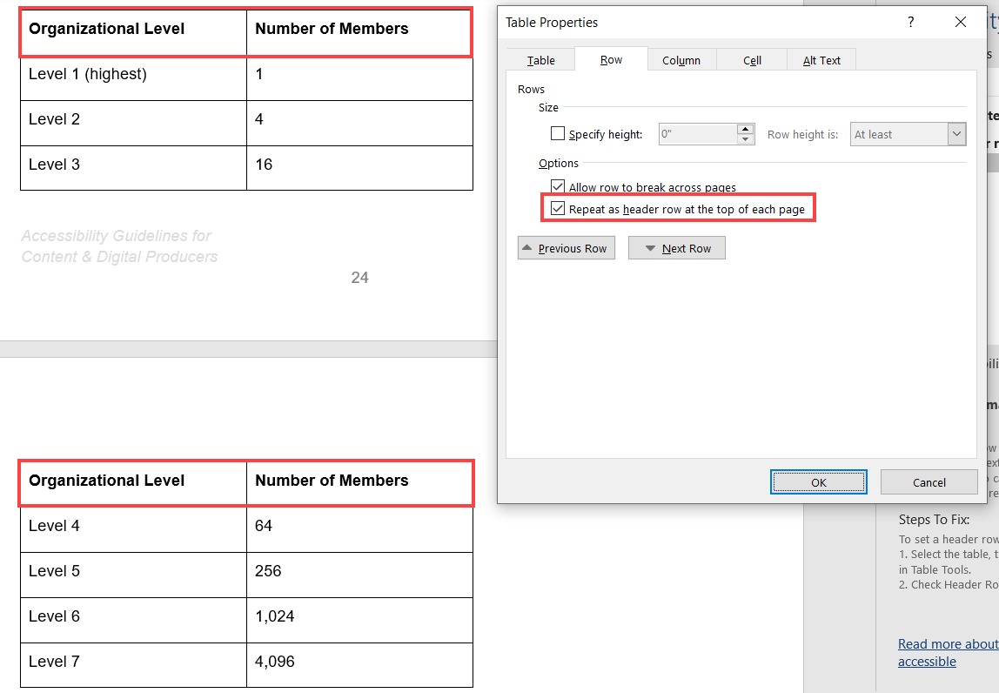 Organizational Level Number of Members
Level 1 (highest) 1
Level 2 4
Level 3 16
Accessibility Guidelines for
Content & Digital Producers
24
Organizational Level Number of Members
Level 4 64
Level 5 256
Level 6 1,024
Level 7 4,096
Table Properties ?
Table Row Column Cell Alt Text
Rows
Size
Specify height: 0" Row height is: At least
Options
Allow row to break across pages
Repeat as header row at the top of each page
Previous Row Next Row
OK Cancel
Steps To Fix:
To set a header row
1. Select the table, t
in Table Tools.
2. Check Header Ro
Read more about
accessible